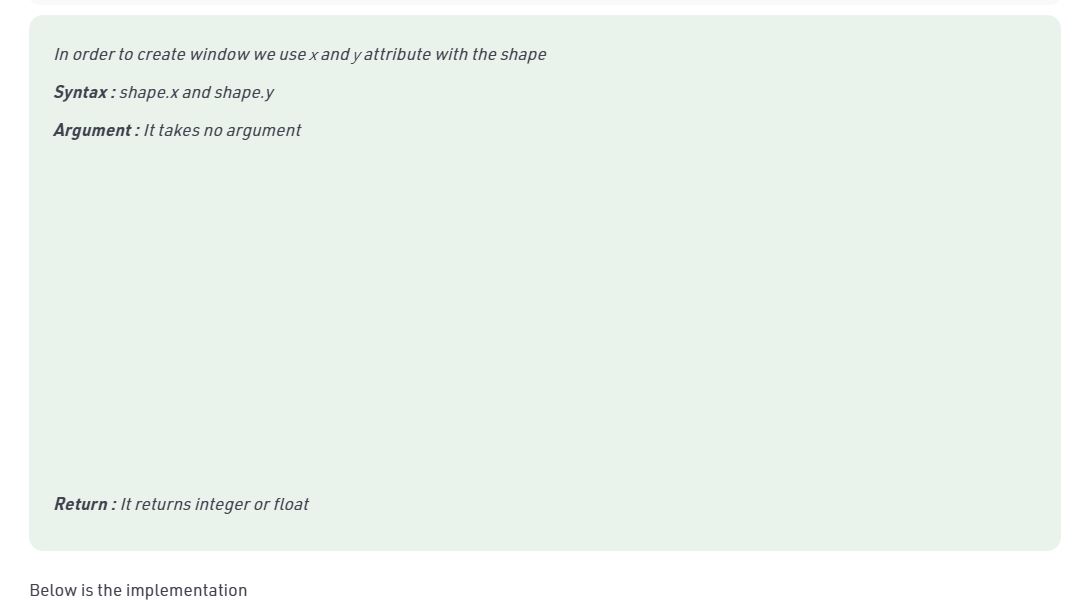 In order to create window we use x and y attribute with the shape
Syntax : shape.x and shape.y
Argument : It takes no argument
Return : It returns integer or float
Below is the implementation